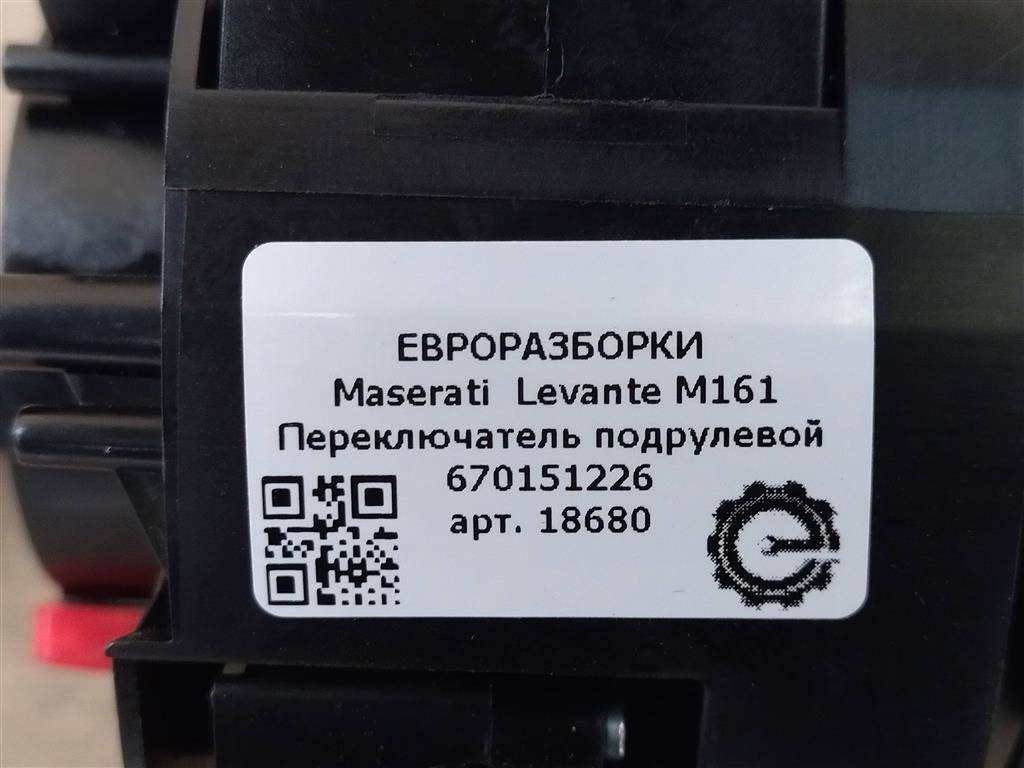 ЕВРОРАЗБОРКИ
Maserati Levante M161
Переключатель подрулевой
670151226
арт. 18680